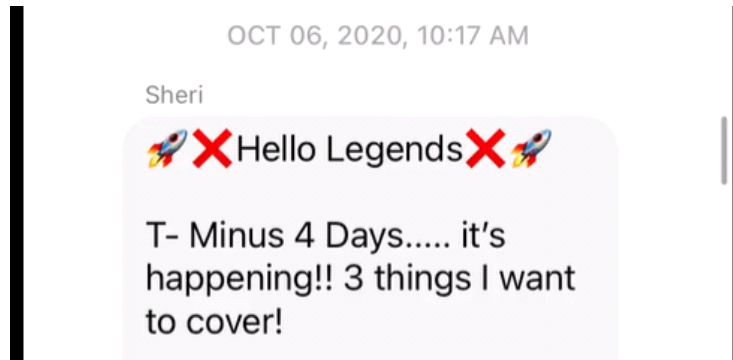 OCT 06, 2020, 10:17 AM
Sheri
🚀❌Hello Legends❌🚀
T- Minus 4 Days..... it’s
happening!! 3 things I want
to cover!